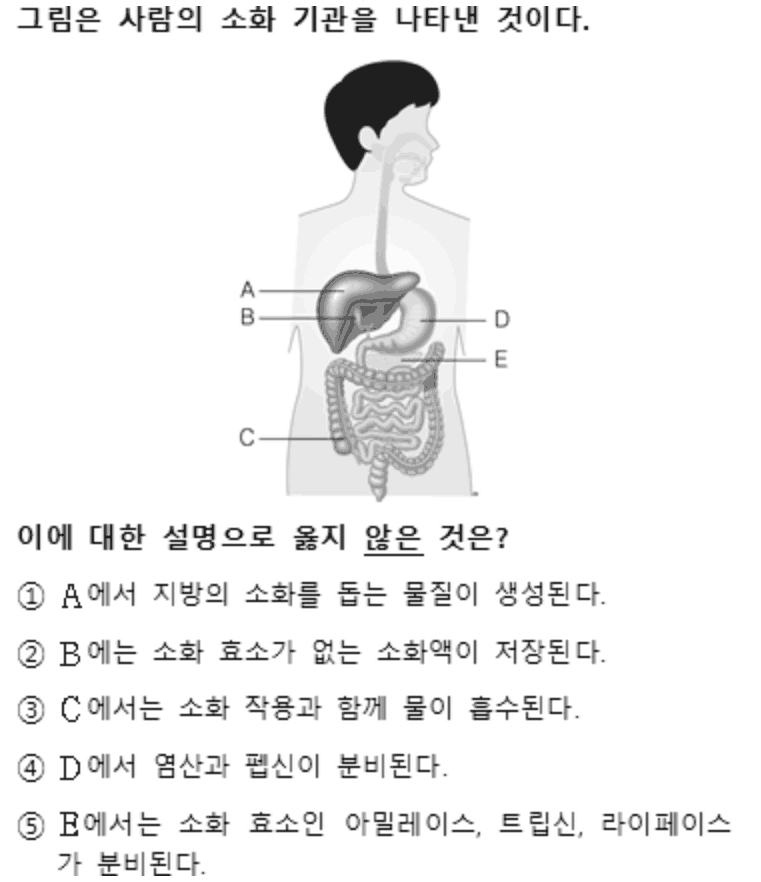 그림은 사람의 소화 기관을 나타낸 것이다.
A
B
D
E
C
이에 대한 설명으로 옳지 않은 것은?
① A에서 지방의 소화를 돕는 물질이 생성된다.
② B에는 소화 효소가 없는 소화액이 저장된다.
③ C에서는 소화 작용과 함께 물이 흡수된다.
④ D에서 염산과 펩신이 분비된다.
⑤ E에서는 소화 효소인 아밀레이스, 트립신, 라이페이스
가 분비된다.